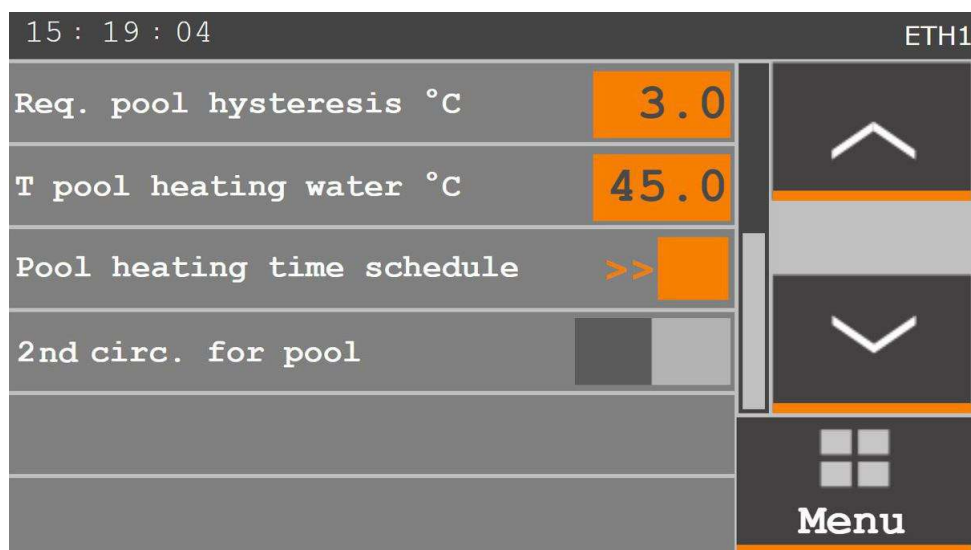 15 : 19 : 04 ETH1
Req. pool hysteresis °C 3.0
T pool heating water °C 45.0
Pool heating time schedule >>
2nd circ. for pool
Menu